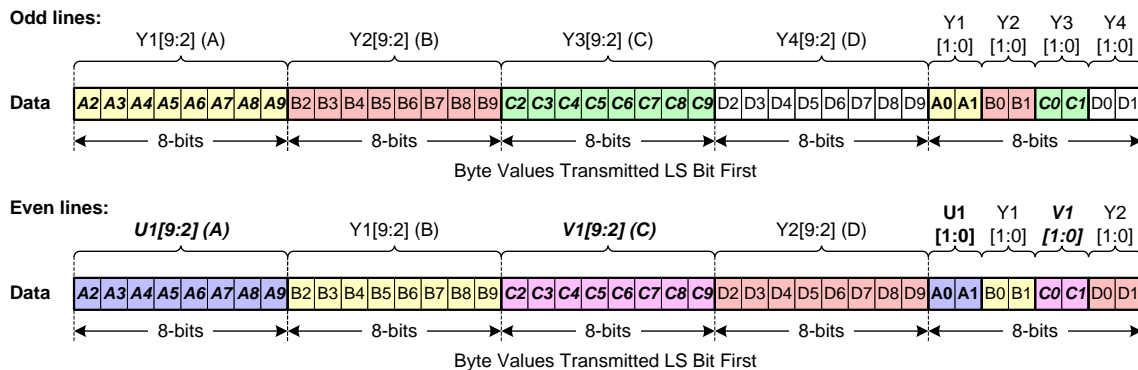 Odd lines:
Y1[9:2] (A) Y2[9:2] (B) Y3[9:2] (C) Y4[9:2] (D) Y1 [1:0] Y2 [1:0] Y3 [1:0] Y4 [1:0]
Data A2 A3 A4 A5 A6 A7 A8 A9 B2 B3 B4 B5 B6 B7 B8 B9 C2 C3 C4 C5 C6 C7 C8 C9 D2 D3 D4 D5 D6 D7 D8 D9 A0 A1 B0 B1 C0 C1 D0 D1
8-bits 8-bits 8-bits 8-bits 8-bits
Byte Values Transmitted LS Bit First
Even lines:
U1[9:2] (A) Y1[9:2] (B) V1[9:2] (C) Y2[9:2] (D) U1 [1:0] Y1 [1:0] V1 [1:0] Y2 [1:0]
Data A2 A3 A4 A5 A6 A7 A8 A9 B2 B3 B4 B5 B6 B7 B8 B9 C2 C3 C4 C5 C6 C7 C8 C9 D2 D3 D4 D5 D6 D7 D8 D9 A0 A1 B0 B1 C0 C1 D0 D1
8-bits 8-bits 8-bits 8-bits 8-bits
Byte Values Transmitted LS Bit First